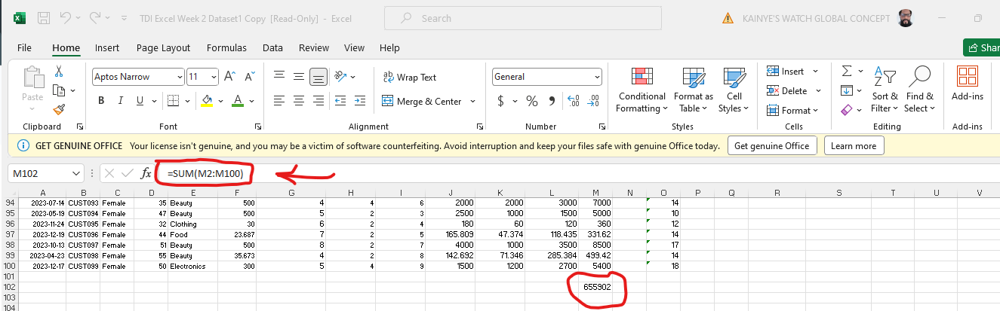 TDI Excel Week 2 Dataset1 Copy [Read-Only] - Excel
Search
KAINYE'S WATCH GLOBAL CONCEPT
File Home Insert Page Layout Formulas Data Review View Help
Shar
Paste
Clipboard
Aptos Narrow 11 A^ A˅
B I U A
Font
ab Wrap Text
Merge & Center
Alignment
General
$ % , .00
Number
Conditional Formatting
Format as Table
Cell Styles
Styles
Insert
Delete
Format
Cells
Σ
Sort & Filter
Find & Select
Editing
Add-ins
Add-ins
GET GENUINE OFFICE Your license isn't genuine, and you may be a victim of software counterfeiting. Avoid interruption and keep your files safe with genuine Office today. Get genuine Office Learn more
M102 fx =SUM(M2:M100)
A B C D E F G H I J K L M N O P Q R S T U V
94 2023-07-14 CUST093 Female 35 Beauty 500 4 4 6 2000 2000 3000 7000 14
95 2023-05-19 CUST094 Female 47 Beauty 500 5 2 3 2500 1000 1500 5000 10
96 2023-11-24 CUST095 Female 32 Clothing 30 6 2 4 180 60 120 360 12
97 2023-12-19 CUST096 Female 44 Food 23.687 7 2 5 165.809 47.374 118.435 331.62 14
98 2023-10-13 CUST097 Female 51 Beauty 500 8 2 7 4000 1000 3500 8500 17
99 2023-04-23 CUST098 Female 55 Beauty 35.673 4 2 8 142.692 71.346 285.384 499.42 14
100 2023-12-17 CUST099 Female 50 Electronics 300 5 4 9 1500 1200 2700 5400 18
101
102 655902
103
104